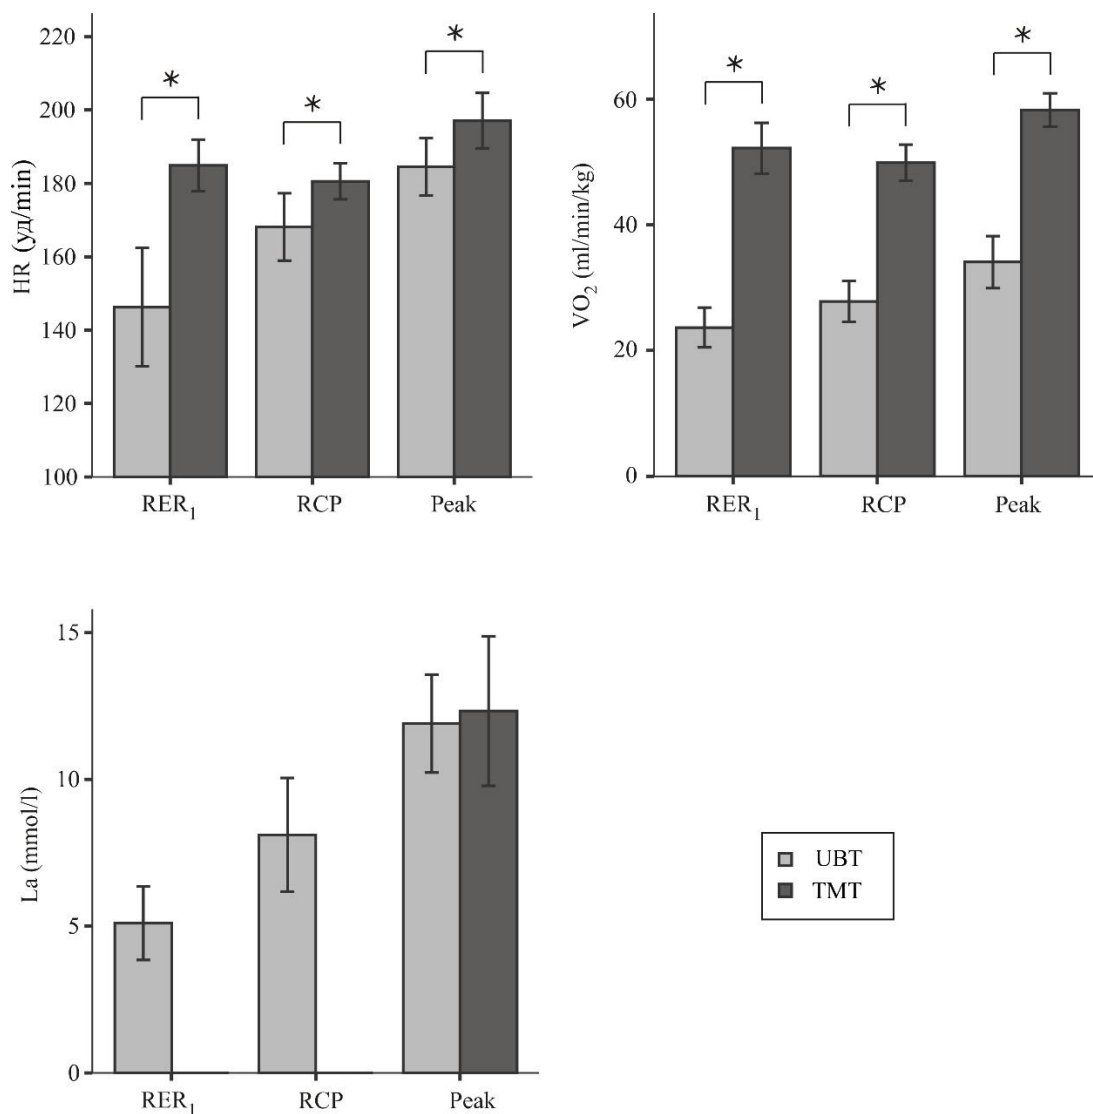 HR (уд/min)
220
200
180
160
140
120
100
*
*
*
RER1
RCP
Peak
VO2 (ml/min/kg)
60
40
20
0
*
*
*
RER1
RCP
Peak
La (mmol/l)
15
10
5
0
RER1
RCP
Peak
UBT
TMT